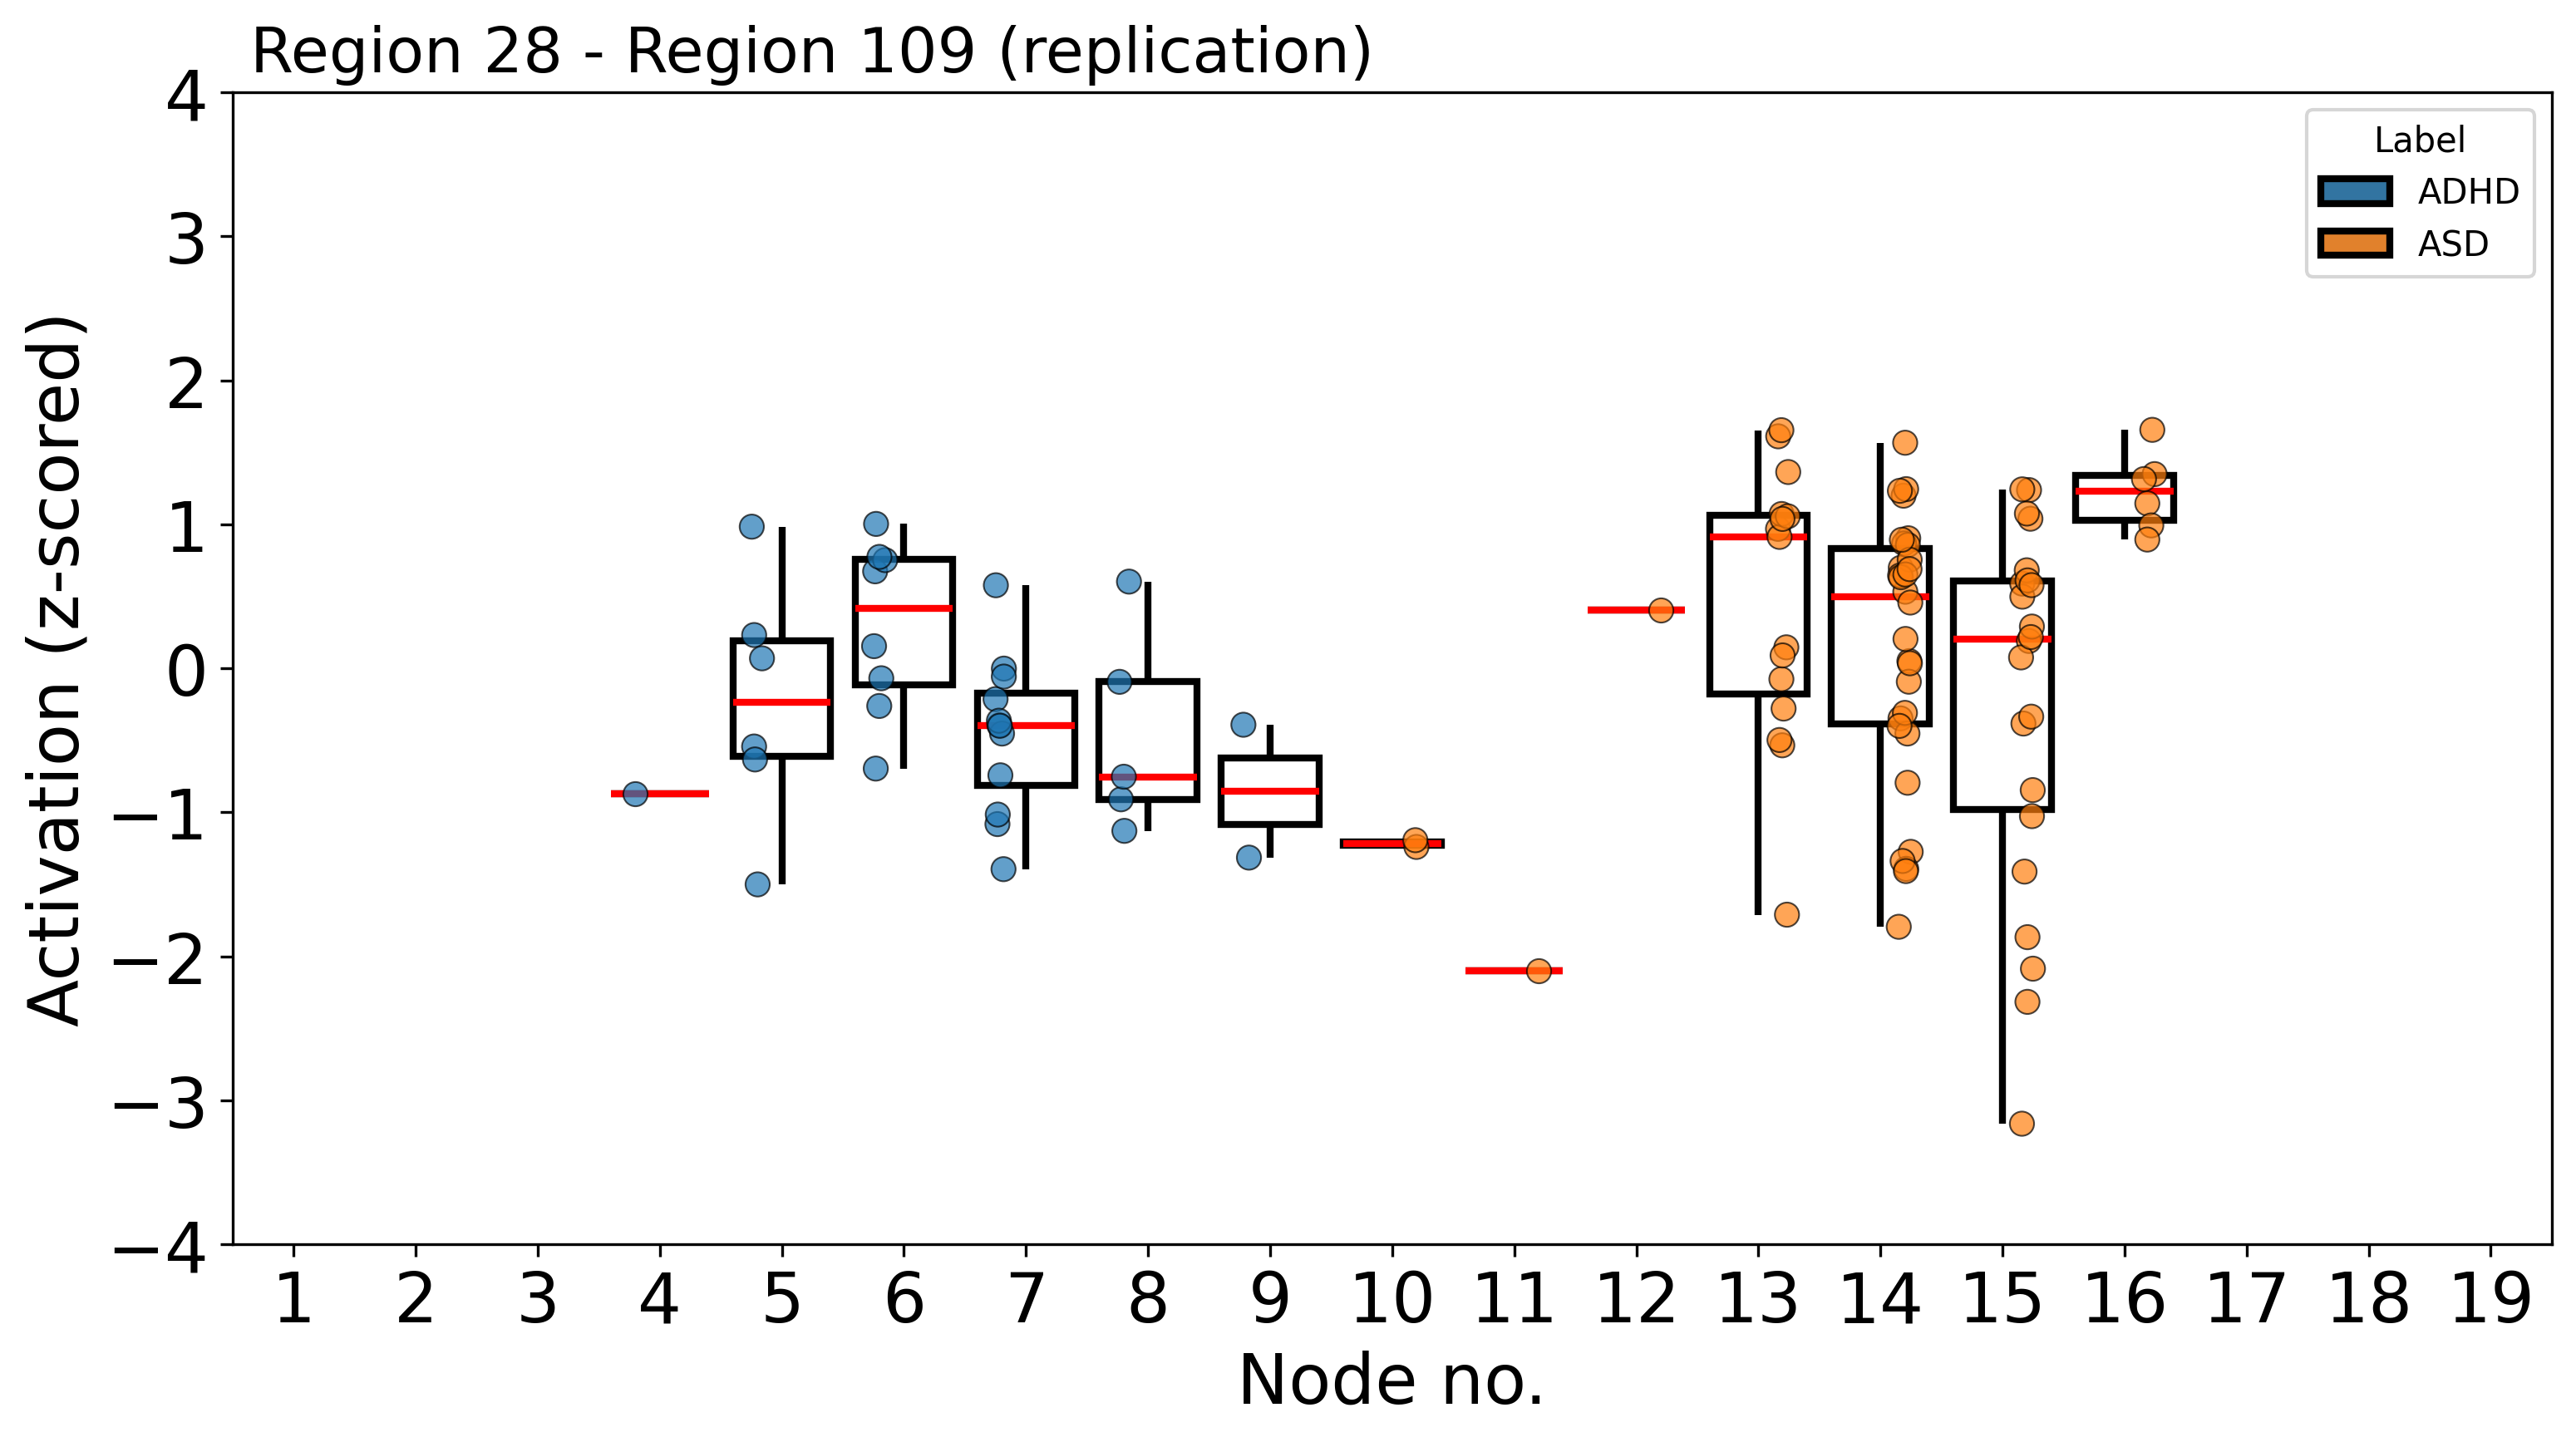 Region 28 - Region 109 (replication)
4
3
2
1
0
−1
−2
−3
−4
Activation (z-scored)
Label
ADHD
ASD
1 2 3 4 5 6 7 8 9 10 11 12 13 14 15 16 17 18 19
Node no.